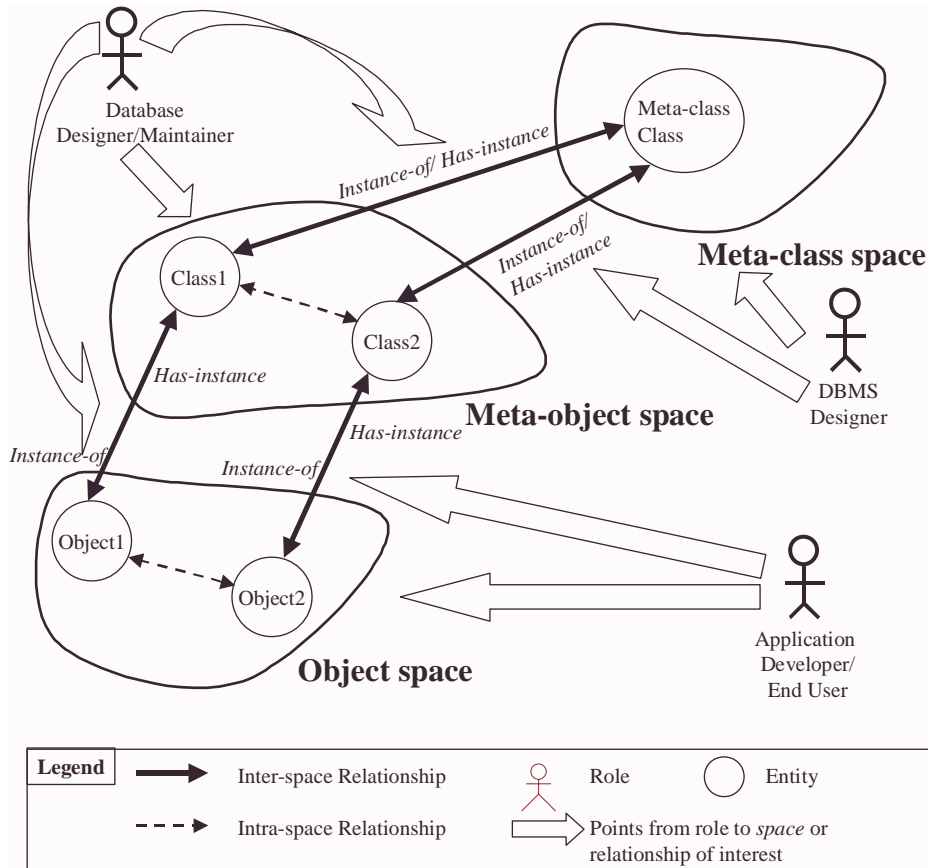 Database
Designer/Maintainer
Meta-class
Class
Instance-of/ Has-instance
Instance-of/
Has-instance
Meta-class space
Class1
Class2
DBMS
Designer
Has-instance
Meta-object space
Has-instance
Instance-of
Instance-of
Object1
Object2
Application
Developer/
End User
Object space
Legend
Inter-space Relationship
Role
Entity
Intra-space Relationship
Points from role to space or
relationship of interest